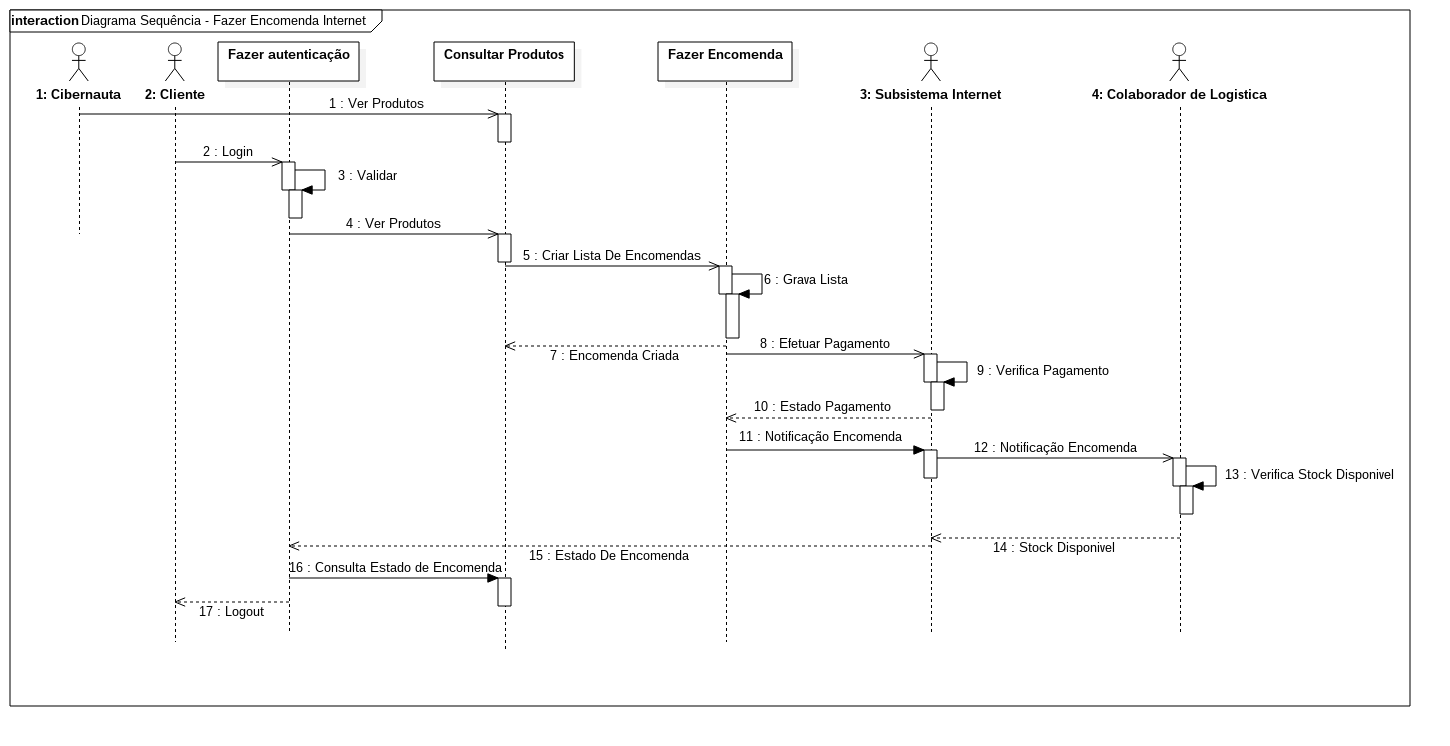 interaction Diagrama Sequência - Fazer Encomenda Internet
Fazer autenticação
Consultar Produtos
Fazer Encomenda
1: Cibernauta
2: Cliente
3: Subsistema Internet
4: Colaborador de Logistica
1 : Ver Produtos
2 : Login
3 : Validar
4 : Ver Produtos
5 : Criar Lista De Encomendas
6 : Grava Lista
7 : Encomenda Criada
8 : Efetuar Pagamento
9 : Verifica Pagamento
10 : Estado Pagamento
11 : Notificação Encomenda
12 : Notificação Encomenda
13 : Verifica Stock Disponivel
14 : Stock Disponivel
15 : Estado De Encomenda
16 : Consulta Estado de Encomenda
17 : Logout